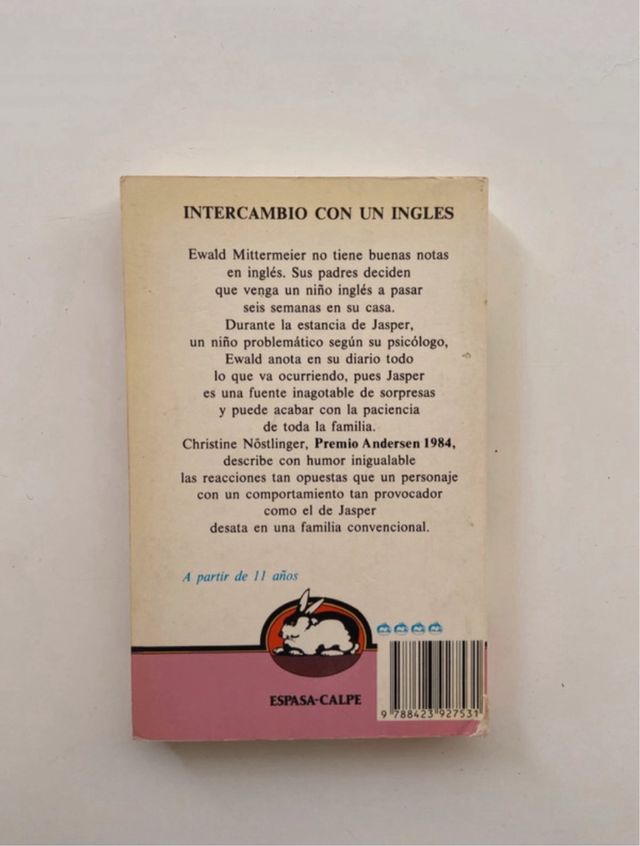 INTERCAMBIO CON UN INGLES
Ewald Mittermeier no tiene buenas notas
en inglés. Sus padres deciden
que venga un niño inglés a pasar
seis semanas en su casa.
Durante la estancia de Jasper,
un niño problemático según su psicólogo,
Ewald anota en su diario todo
lo que va ocurriendo, pues Jasper
es una fuente inagotable de sorpresas
y puede acabar con la paciencia
de toda la familia.
Christine Nöstlinger, Premio Andersen 1984,
describe con humor inigualable
las reacciones tan opuestas que un personaje
con un comportamiento tan provocador
como el de Jasper
desata en una familia convencional.
A partir de 11 años
ESPASA-CALPE
9 788423 927531